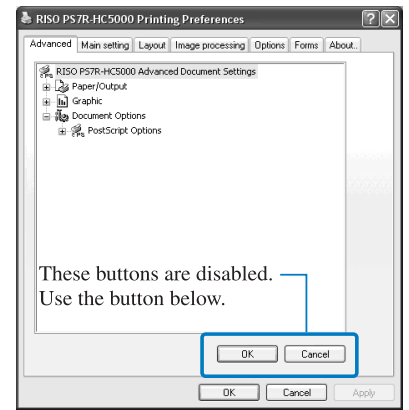 RISO PS7R-HC5000 Printing Preferences
Advanced Main setting Layout Image processing Options Forms About..
RISO PS7R-HC5000 Advanced Document Settings
Paper/Output
Graphic
Document Options
PostScript Options
These buttons are disabled.
Use the button below.
OK Cancel
OK Cancel Apply